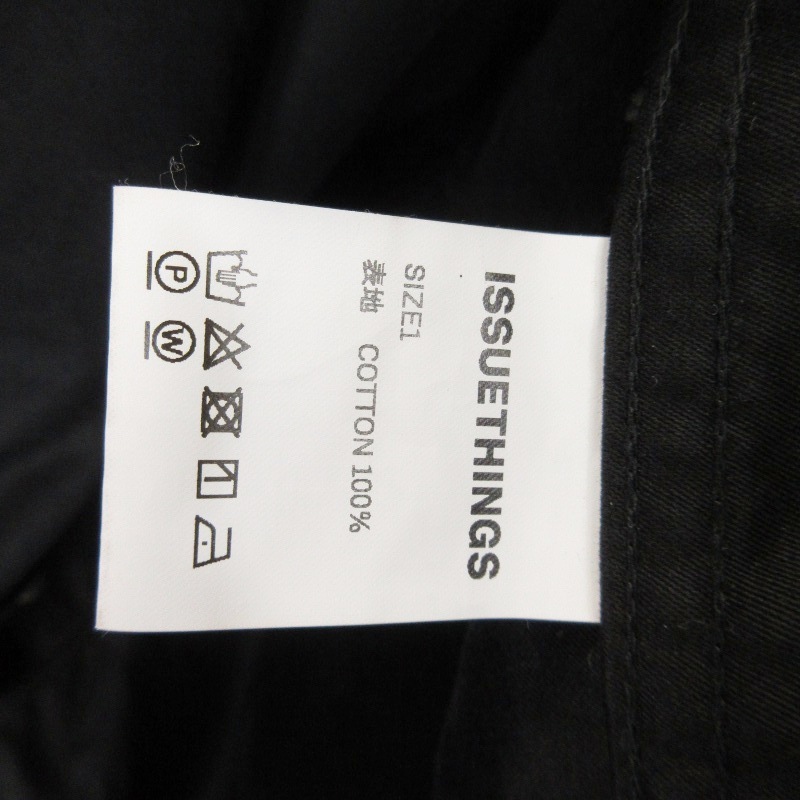 ISSUETHINGS
SIZE1
表地 COTTON 100%
P W